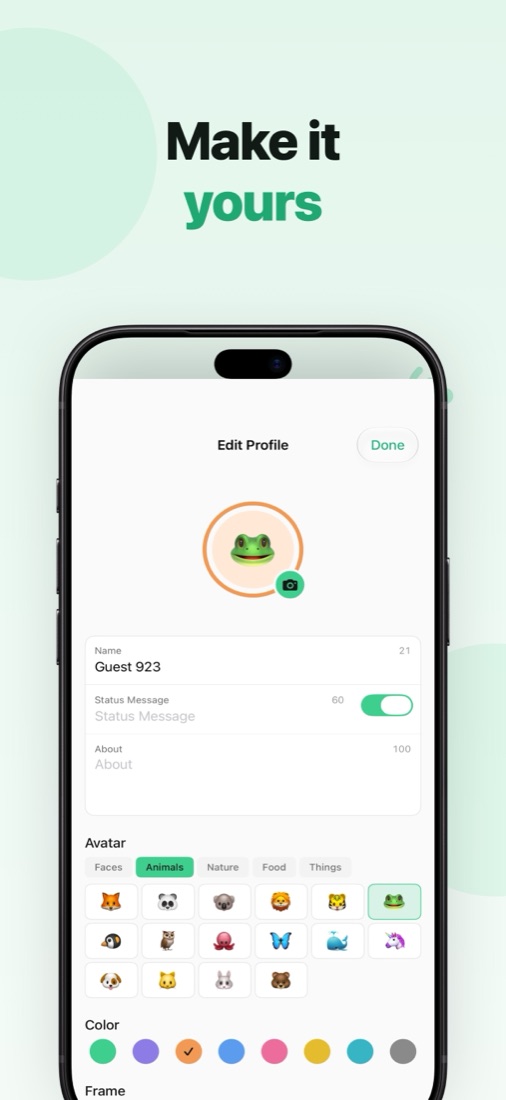 Make it
yours
Edit Profile
Done
Name
21
Guest 923
Status Message
60
Status Message
About
100
About
Avatar
Faces
Animals
Nature
Food
Things
Color
Frame